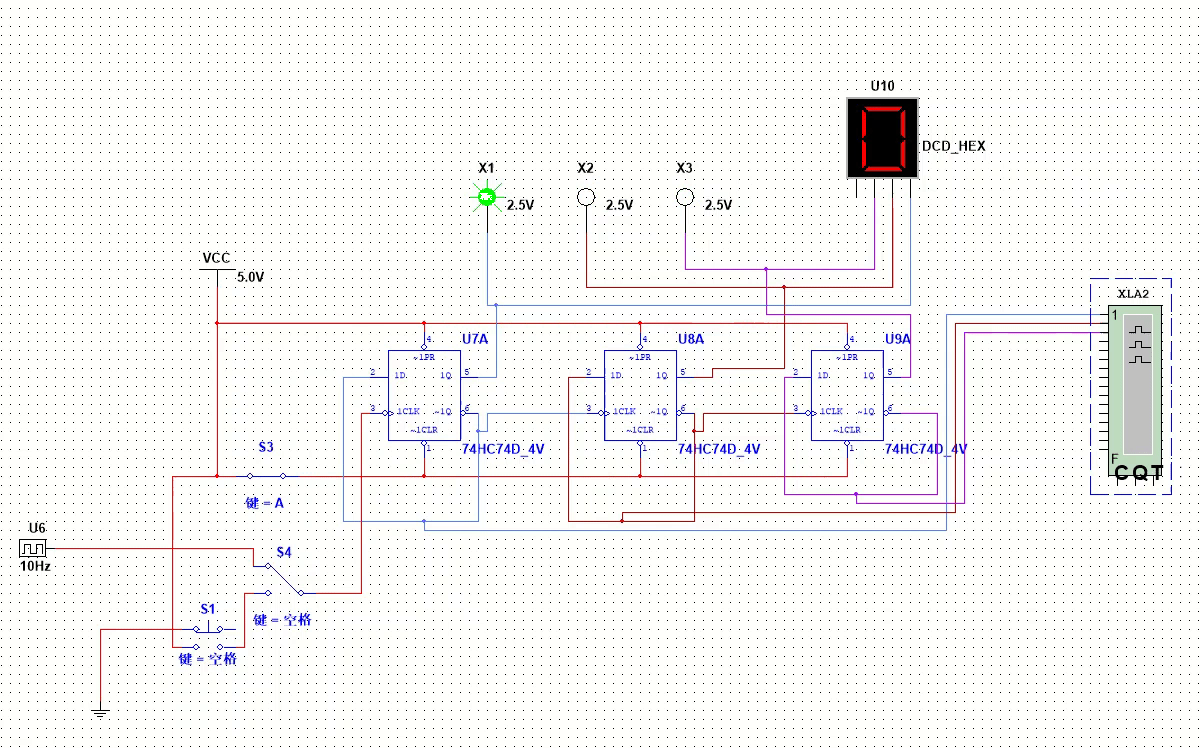 U10
DCD_HEX
X1
2.5V
X2
2.5V
X3
2.5V
VCC
5.0V
XLA2
1
F
C Q T
U7A
4
~1PR
2
1D
1Q
5
3
1CLK
~1Q
6
~1CLR
1
74HC74D_4V
U8A
4
~1PR
2
1D
1Q
5
3
1CLK
~1Q
6
~1CLR
1
74HC74D_4V
U9A
4
~1PR
2
1D
1Q
5
3
1CLK
~1Q
6
~1CLR
1
74HC74D_4V
S3
键 = A
U6
10Hz
S4
键 = 空格
S1
键 = 空格